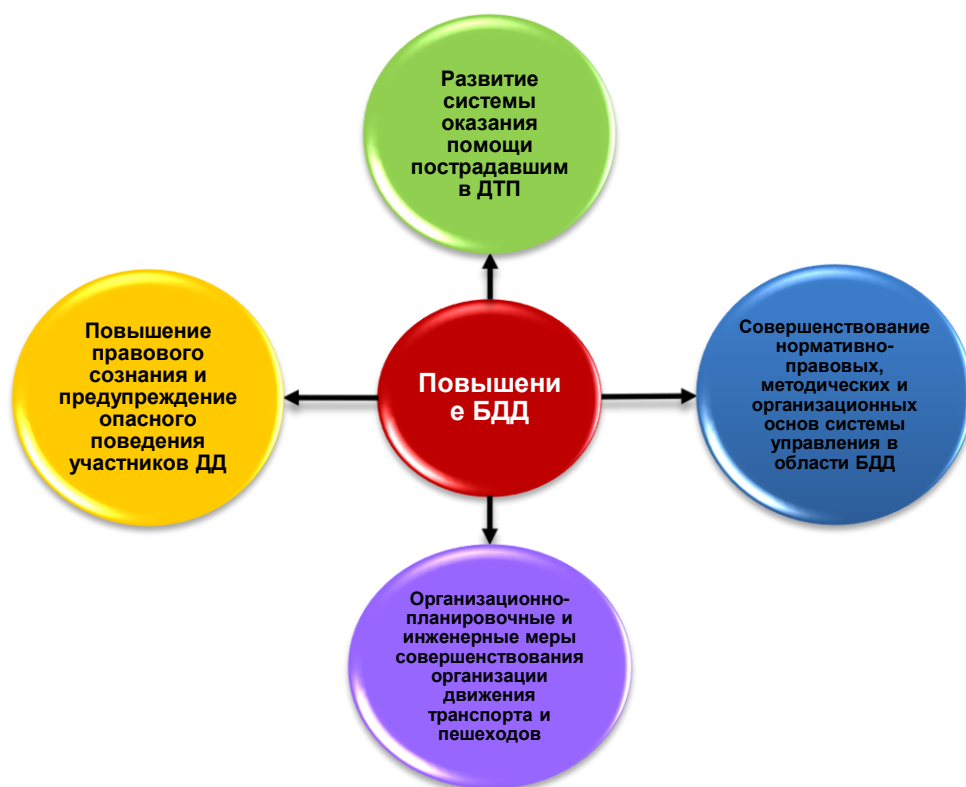 Развитие
системы
оказания
помощи
пострадавшим
в ДТП
Повышение
правового
сознания и
предупреждение
опасного
поведения
участников ДД
Повышени
е БДД
Совершенствование
нормативно-
правовых,
методических и
организационных
основ системы
управления в
области БДД
Организационно-
планировочные и
инженерные меры
совершенствования
организации
движения
транспорта и
пешеходов